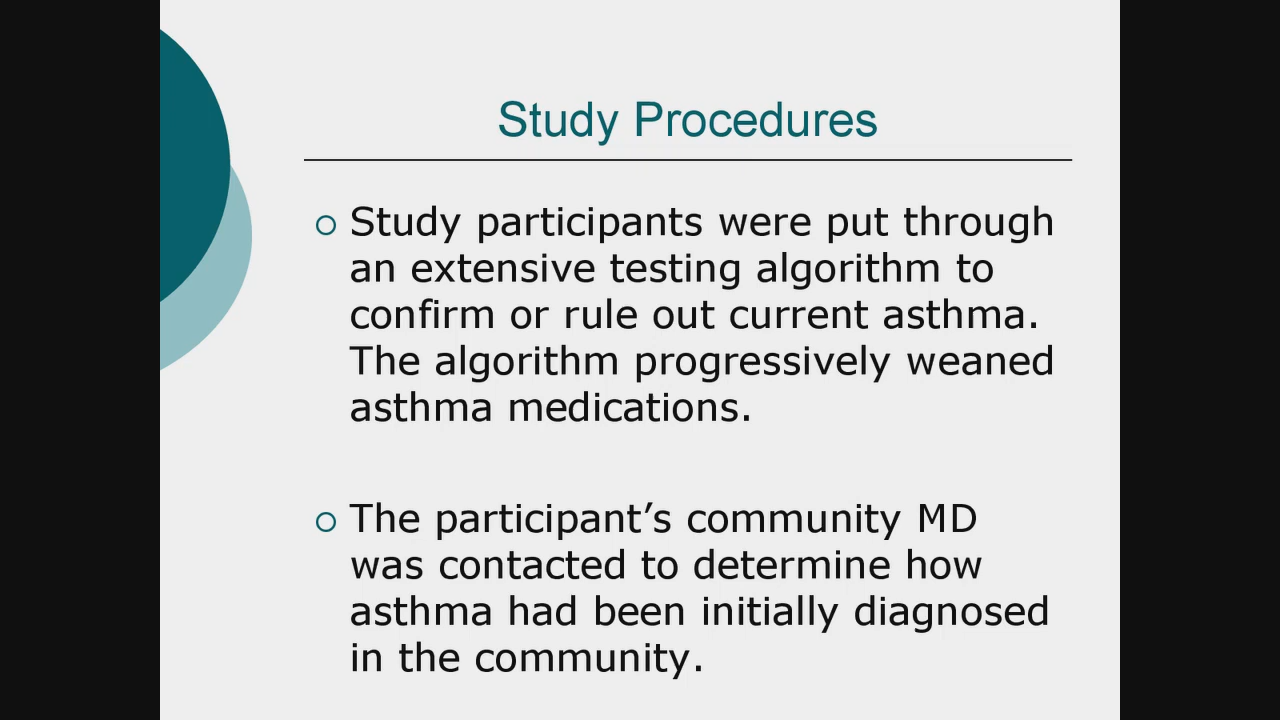 Study Procedures
Study participants were put through
an extensive testing algorithm to
confirm or rule out current asthma.
The algorithm progressively weaned
asthma medications.
The participant’s community MD
was contacted to determine how
asthma had been initially diagnosed
in the community.